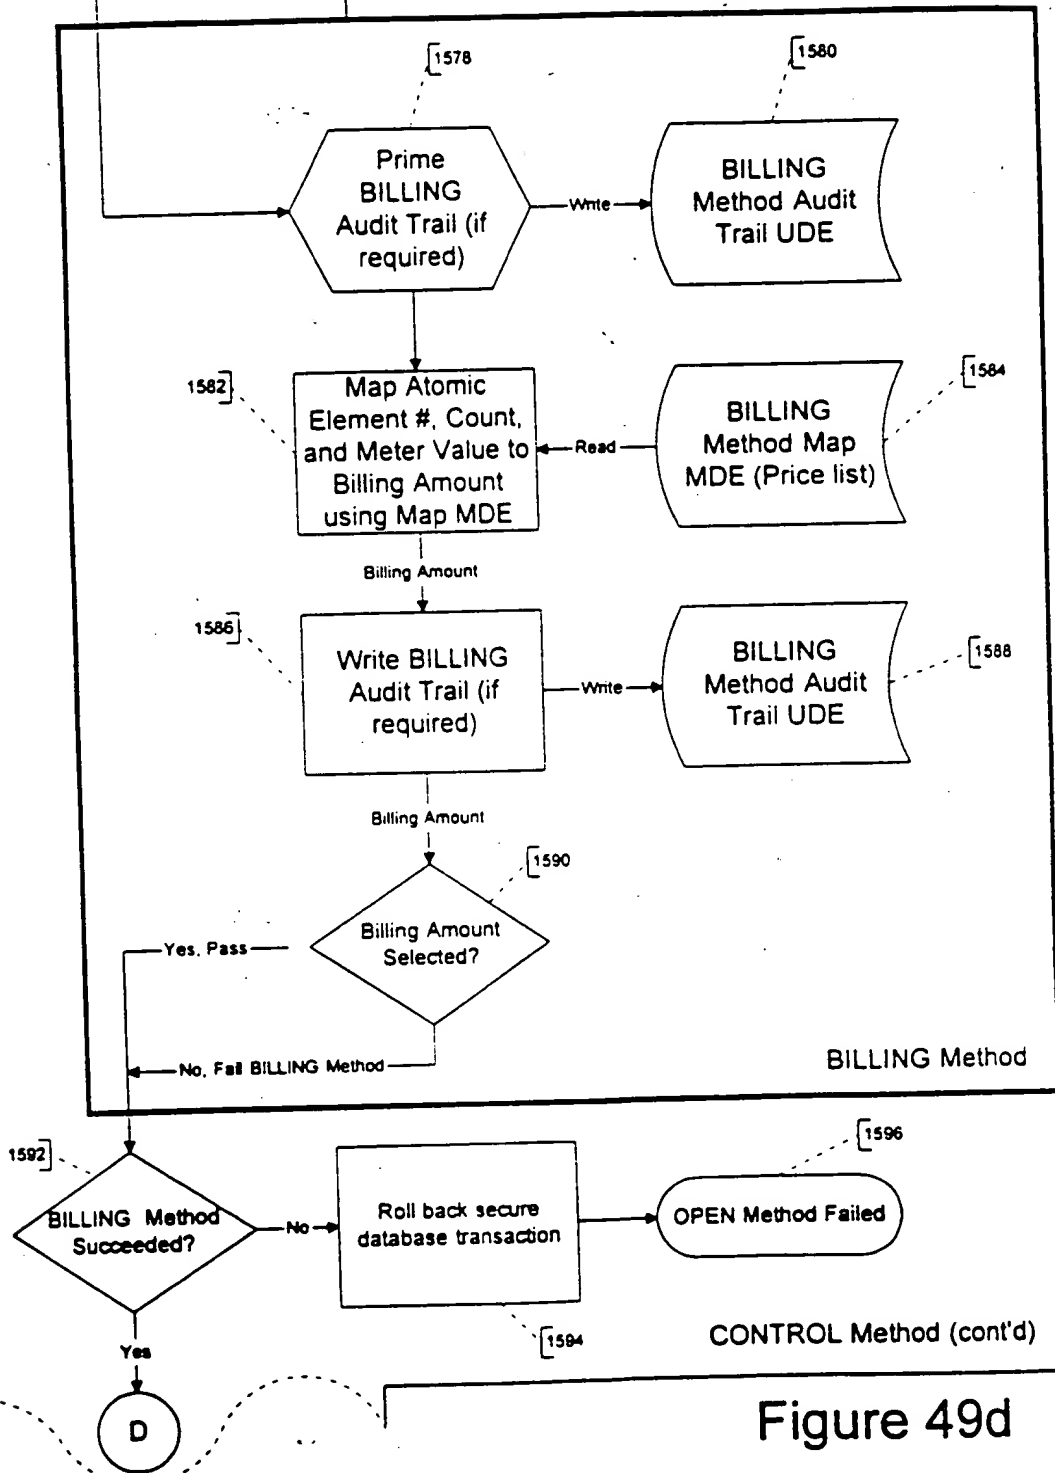 1578
1580
Prime
BILLING
Audit Trail (if
required)
Write
BILLING
Method Audit
Trail UDE
1582
Map Atomic
Element #, Count,
and Meter Value to
Billing Amount
using Map MDE
Read
BILLING
Method Map
MDE (Price list)
1584
Billing Amount
1586
Write BILLING
Audit Trail (if
required)
Write
BILLING
Method Audit
Trail UDE
1588
Billing Amount
1590
Billing Amount
Selected?
Yes, Pass
No, Fail BILLING Method
BILLING Method
1592
BILLING Method
Succeeded?
No
Roll back secure
database transaction
1594
OPEN Method Failed
1596
Yes
D
CONTROL Method (cont'd)
Figure 49d